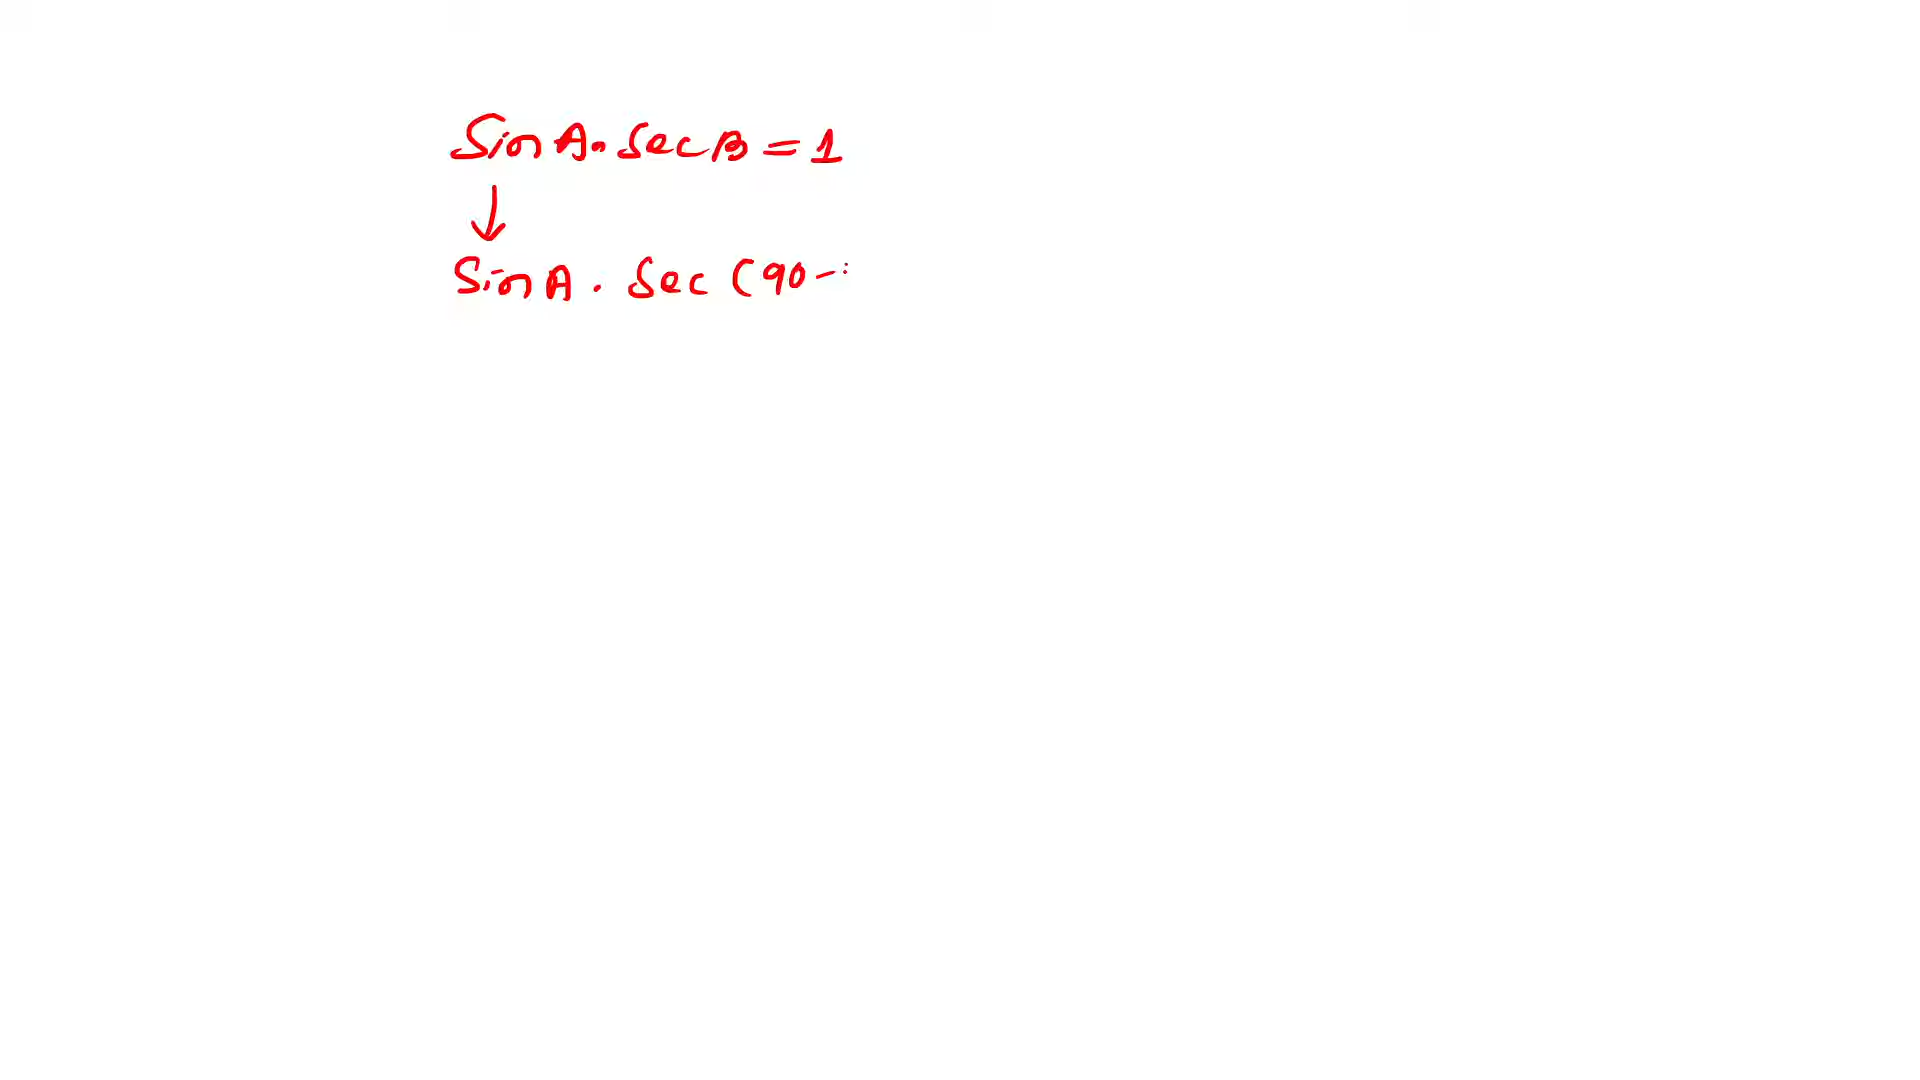 Sin A . Sec B = 1
↓
Sin A . Sec ( 90 -